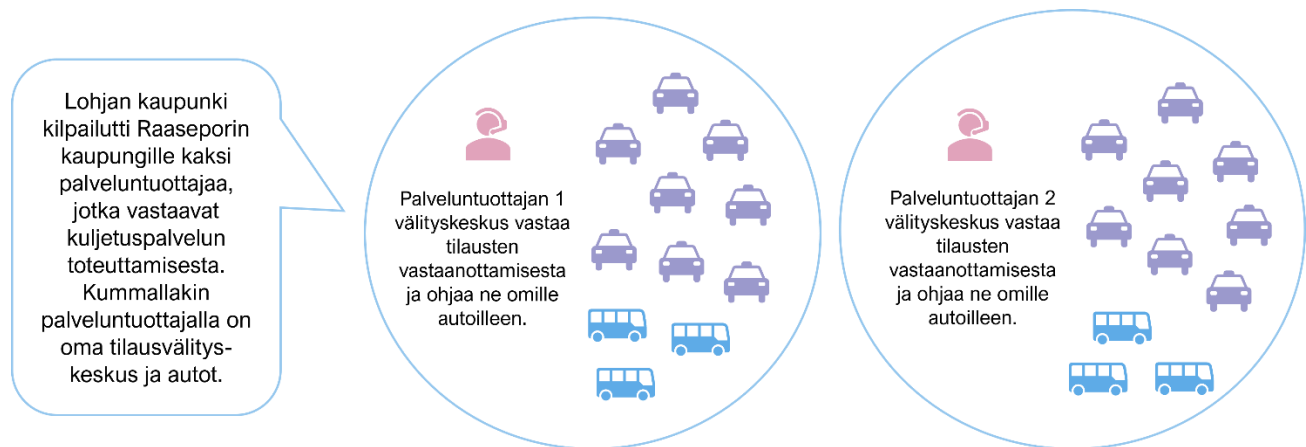 Lohjan kaupunki
kilpailutti Raaseporin
kaupungille kaksi
palveluntuottajaa,
jotka vastaavat
kuljetuspalvelun
toteuttamisesta.
Kummallakin
palveluntuottajalla on
oma tilausvälitys-
keskus ja autot.
Palveluntuottajan 1
välityskeskus vastaa
tilausten
vastaanottamisesta
ja ohjaa ne omille
autoilleen.
Palveluntuottajan 2
välityskeskus vastaa
tilausten
vastaanottamisesta
ja ohjaa ne omille
autoilleen.